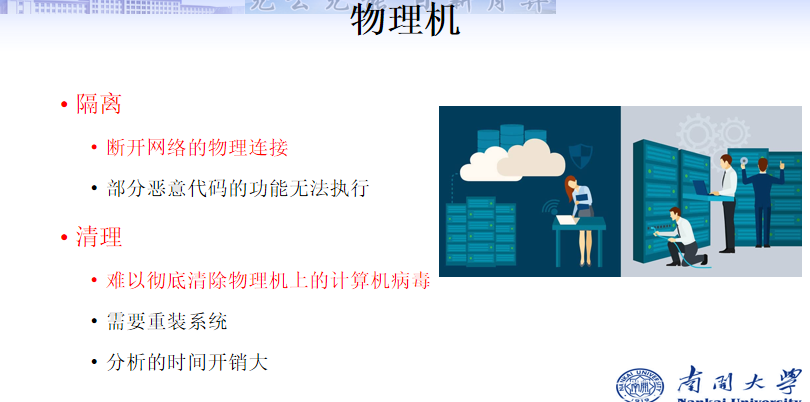 物理机
• 隔离
• 断开网络的物理连接
• 部分恶意代码的功能无法执行
• 清理
• 难以彻底清除物理机上的计算机病毒
• 需要重装系统
• 分析的时间开销大
南開大學
Nankai University